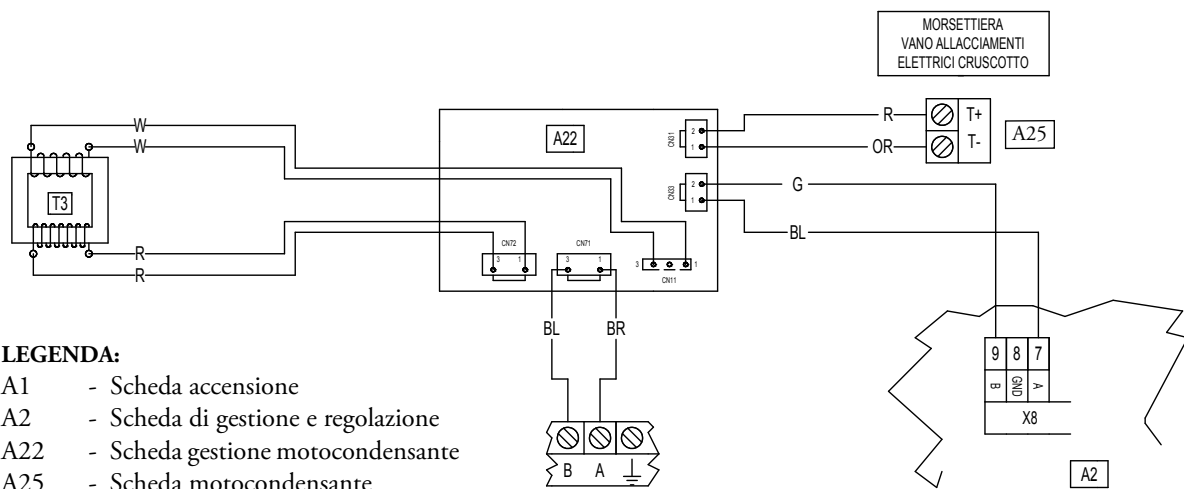 MORSETTIERA
VANO ALLACCIAMENTI
ELETTRICI CRUSCOTTO
W
W
T3
R
R
A22
CN31
2
1
R
OR
T+
T-
A25
CN33
2
1
G
BL
CN72
3 1
CN71
3 1
3 1
CN11
BL BR
B A
9 8 7
B GND A
X8
A2
LEGENDA:
A1 - Scheda accensione
A2 - Scheda di gestione e regolazione
A22 - Scheda gestione motocondensante
A25 - Scheda motocondensante